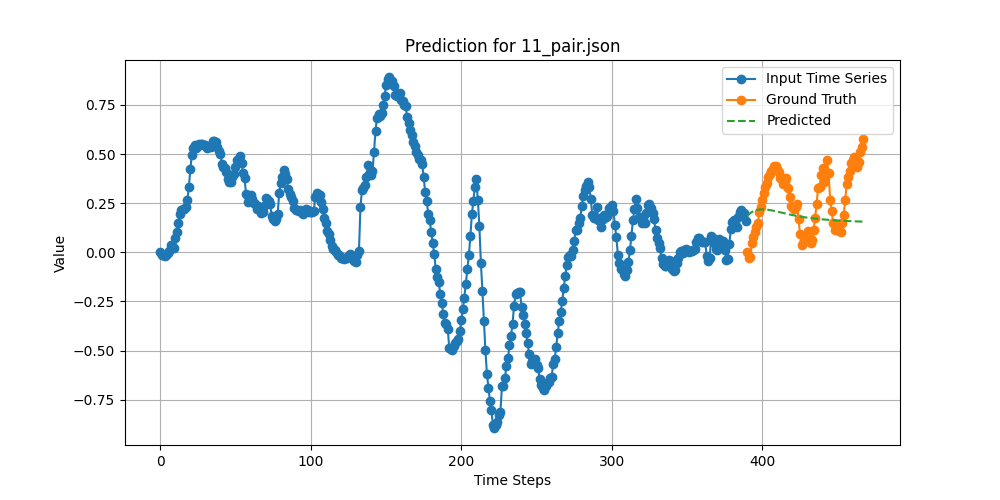 Prediction for 11_pair.json
Input Time Series
Ground Truth
Predicted
0.75
0.50
0.25
0.00
−0.25
−0.50
−0.75
Value
0 100 200 300 400
Time Steps